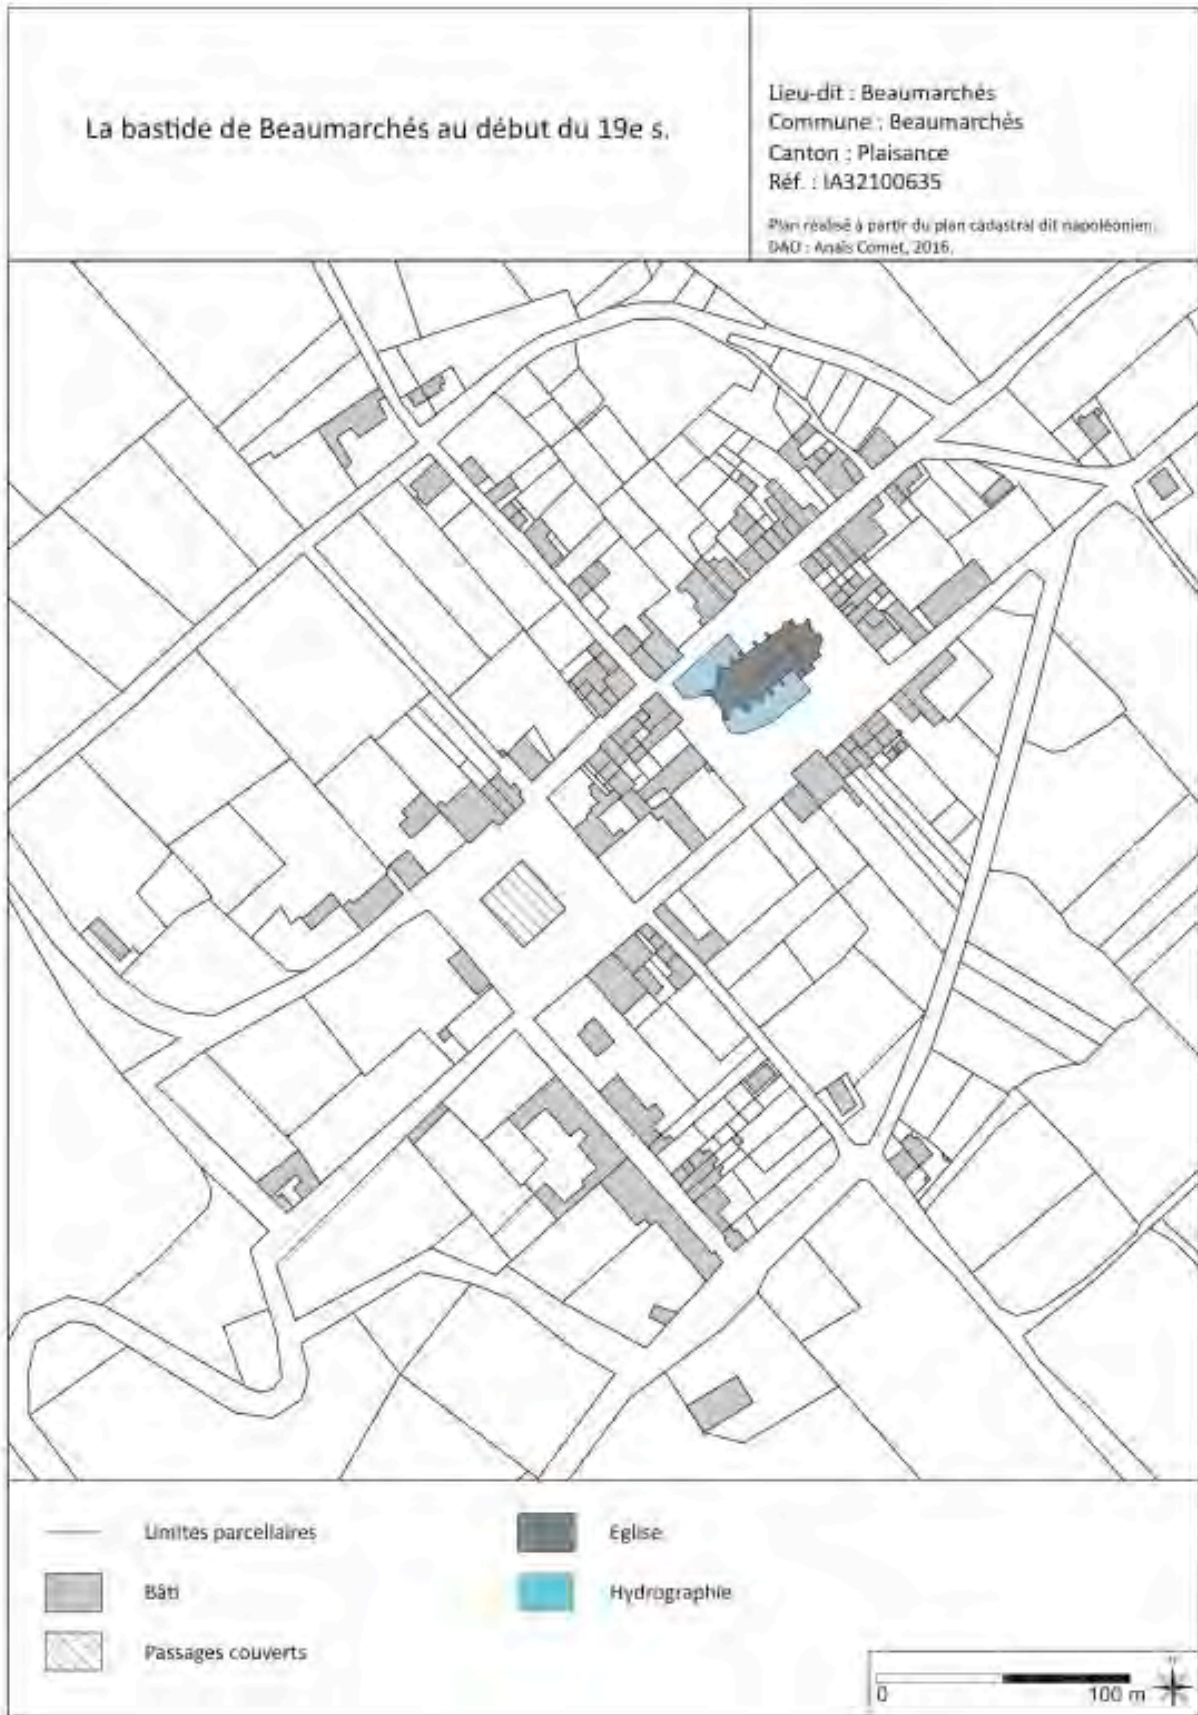 La bastide de Beaumarchés au début du 19e s.
Lieu-dit : Beaumarchés
Commune : Beaumarchés
Canton : Plaisance
Réf. : IA32100635
Plan réalisé à partir du plan cadastral dit napoléonien.
DAO : Anaïs Comet, 2016.
Limites parcellaires
Bâti
Passages couverts
Eglise
Hydrographie
0 100 m